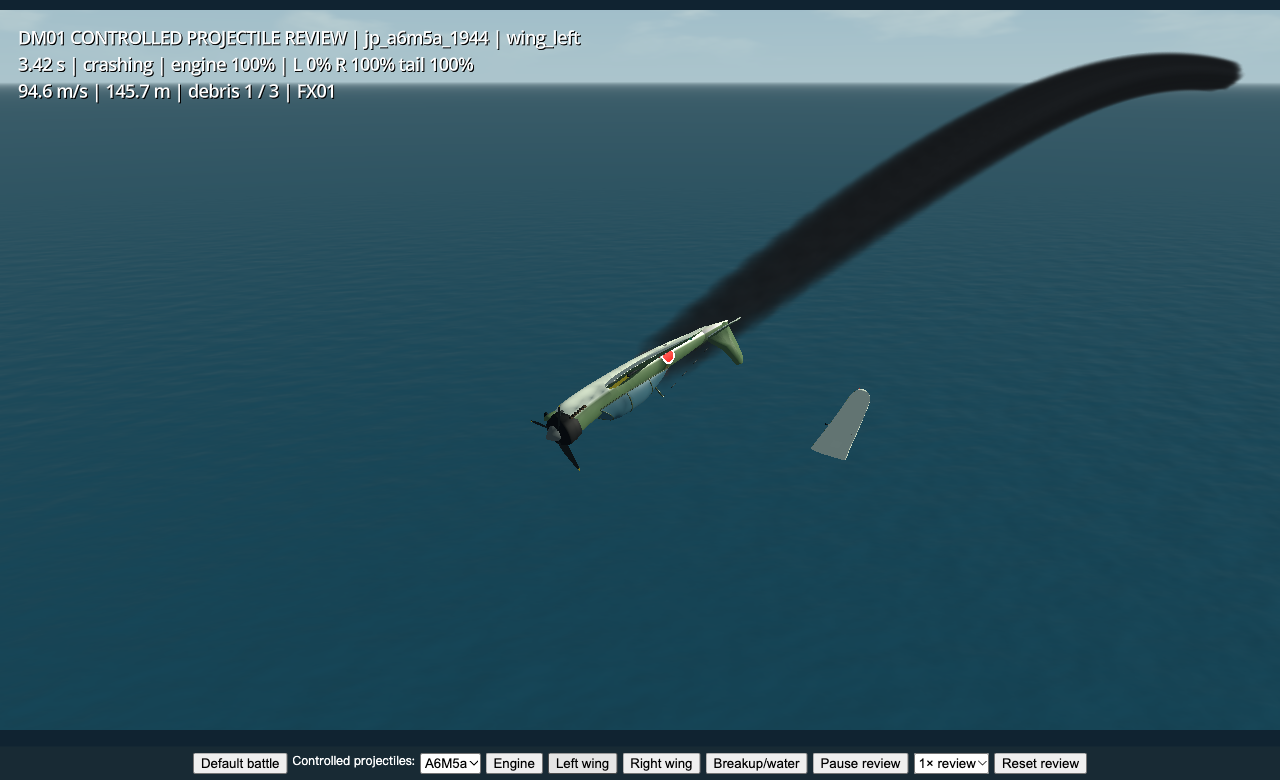 DM01 CONTROLLED PROJECTILE REVIEW | jp_a6m5a_1944 | wing_left
3.42 s | crashing | engine 100% | L 0% R 100% tail 100%
94.6 m/s | 145.7 m | debris 1 / 3 | FX01
Default battle Controlled projectiles: A6M5a Engine Left wing Right wing Breakup/water Pause review 1× review Reset review